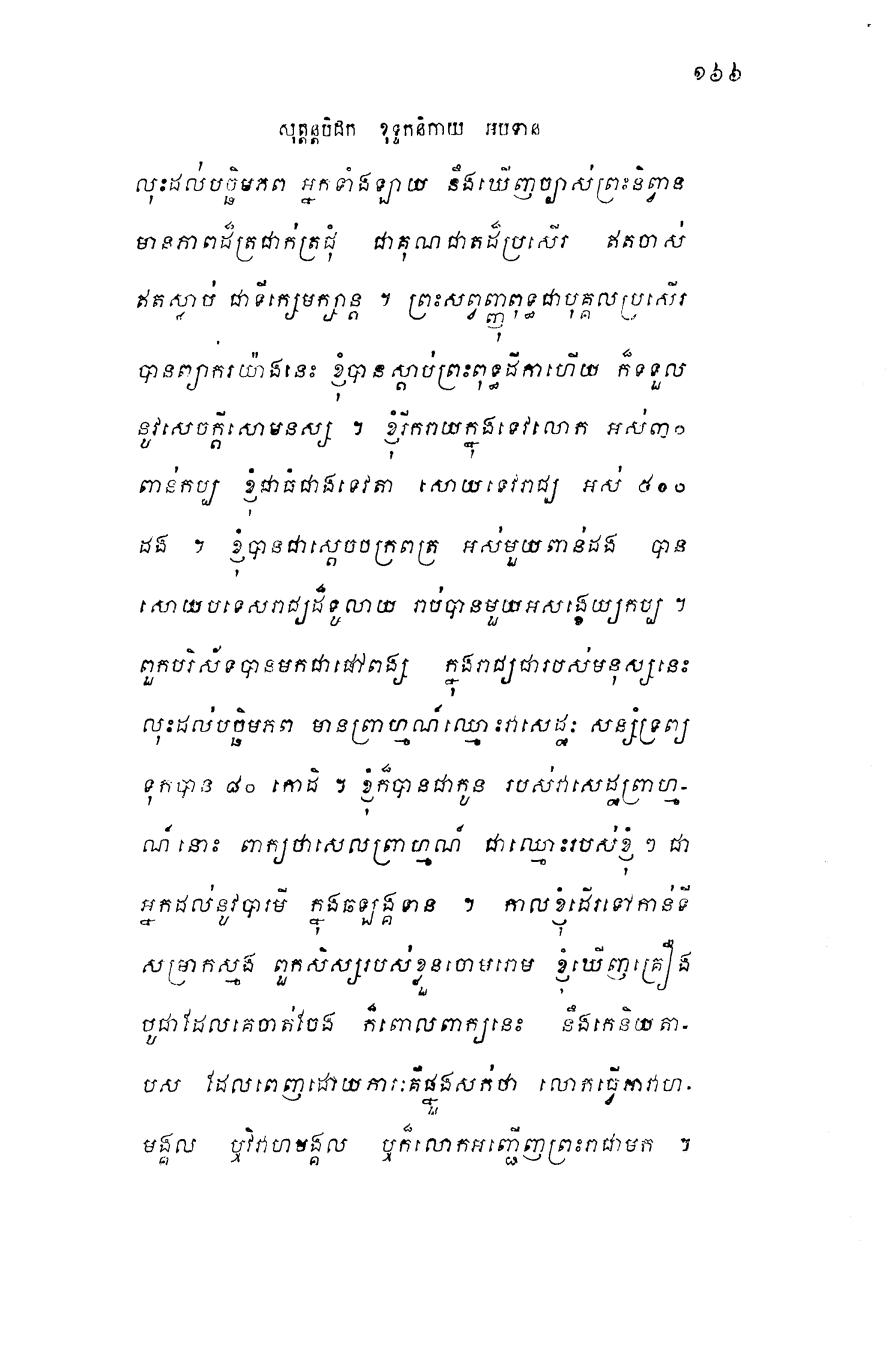 ១៦៦
សុត្តន្តបិដក ខុទ្ទកនិកាយ អបទាន
លុះដល់បច្ឆិមភព អ្នកទាំងឡាយ នឹងឃើញច្បាស់ព្រះនិព្វាន
មានភាពដ៏ត្រជាក់ត្រជុំ ជាគុណជាតដ៏ប្រសើរ ឥតចាស់
ឥតស្លាប់ ជាទីក្សេមក្សាន្ត ។ ព្រះសព្វញ្ញុពុទ្ធជាបុគ្គលប្រសើរ
បានព្យាករយ៉ាងនេះ ខ្ញុំបានស្តាប់ព្រះពុទ្ធដីកាហើយ ក៏ទទួល
នូវសេចក្តីសោមនស្ស ។ ខ្ញុំរីករាយក្នុងទេវលោក អស់៣០
ពាន់កប្ប ខ្ញុំជាធំជាងទេវតា សោយទេវរាជ្យ អស់ ៥០០
ដង ។ ខ្ញុំបានជាស្តេចចក្រពត្រ អស់មួយពាន់ដង បាន
សោយបទេសរាជ្យដ៏ទូលាយ រាប់បានមួយអសង្ខេយ្យកប្ប ។
ពួកបរិស័ទបានមកជាជៅពង្ស ក្នុងរាជ្យជារបស់មនុស្សនេះ
លុះដល់បច្ឆិមភព មានព្រាហ្មណ៍ឈ្មោះវាសេដ្ឋៈ សន្សំទ្រព្យ
ទុកបាន ៨០ កោដិ ។ ខ្ញុំក៏បានជាកូន របស់វាសេដ្ឋព្រាហ្ម-
ណ៍នោះ ពាក្យថាសេលព្រាហ្មណ៍ ជាឈ្មោះរបស់ខ្ញុំ ៗ ជា
អ្នកដល់នូវបារមី ក្នុងឆឡង្គទាន ។ កាលខ្ញុំដើរទៅកាន់ទី
សម្រាកស្មង ពួកសិស្សរបស់ខ្លួនចោមរោម ខ្ញុំឃើញគ្រឿង
បូជាដែលគេចាត់ចែង ក៏ពោលពាក្យនេះ នឹងកេនិយតា-
បស ដែលពេញដោយភារៈគឺផ្នួងសក់ថា លោកធ្វើអាវាហ-
មង្គល ឬវិវាហមង្គល ឬក៏លោកអញ្ជើញព្រះរាជាមក ។